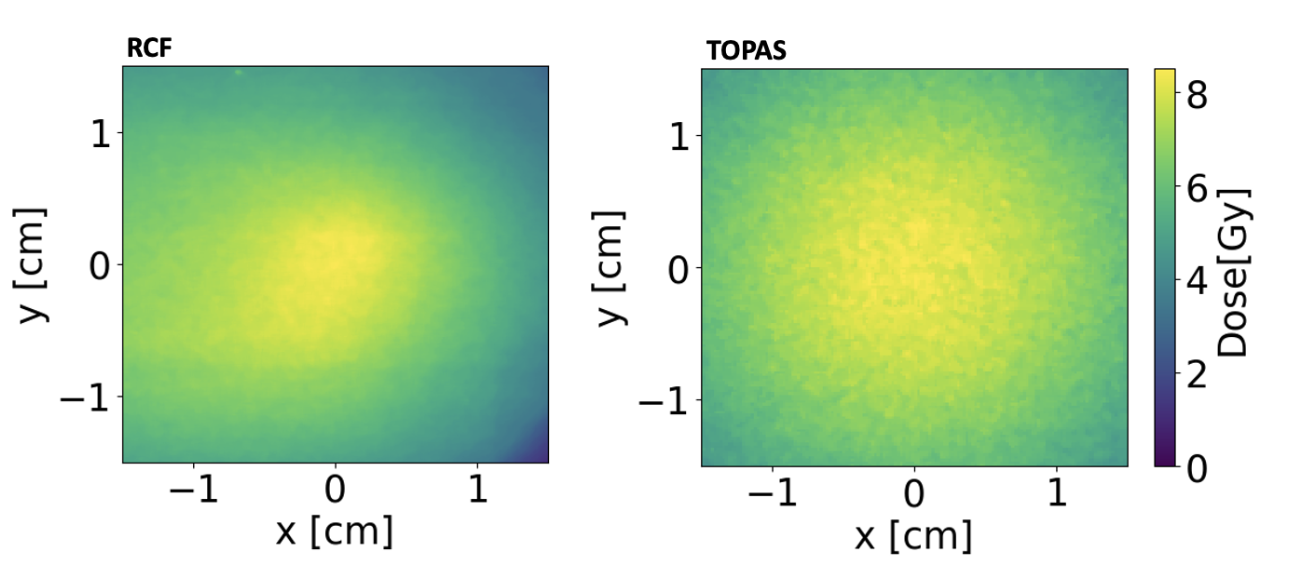 RCF
1
0
−1
y [cm]
−1 0 1
x [cm]
TOPAS
1
0
−1
y [cm]
−1 0 1
x [cm]
8
6
4
2
0
Dose[Gy]